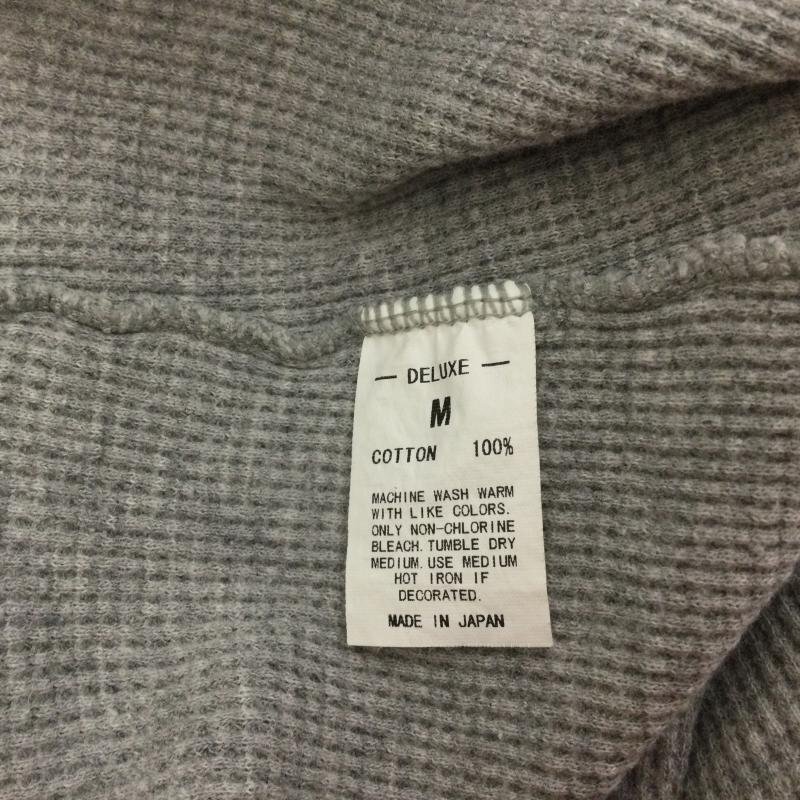 — DELUXE —
M
COTTON 100%
MACHINE WASH WARM
WITH LIKE COLORS.
ONLY NON-CHLORINE
BLEACH. TUMBLE DRY
MEDIUM. USE MEDIUM
HOT IRON IF
DECORATED.
MADE IN JAPAN